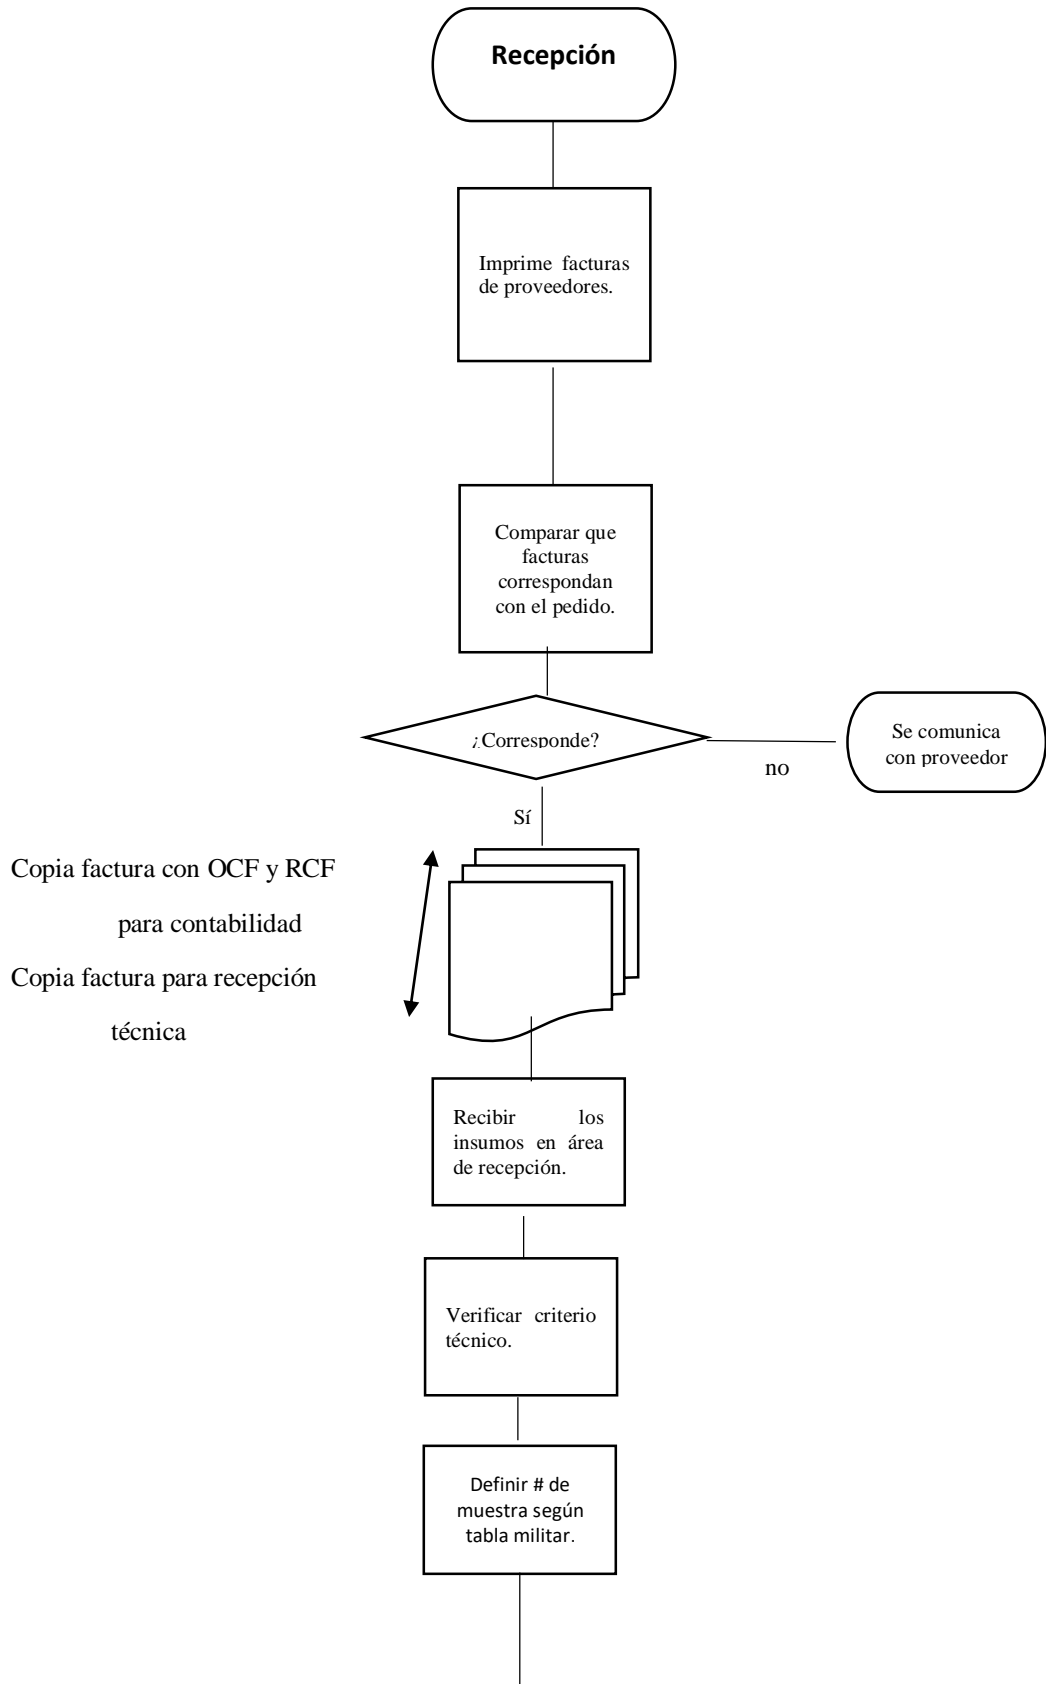 Recepción
Imprime facturas
de proveedores.
Comparar que
facturas
correspondan
con el pedido.
¿Corresponde?
no
Se comunica
con proveedor
Sí
Copia factura con OCF y RCF
para contabilidad
Copia factura para recepción
técnica
Recibir los
insumos en área
de recepción.
Verificar criterio
técnico.
Definir # de
muestra según
tabla militar.